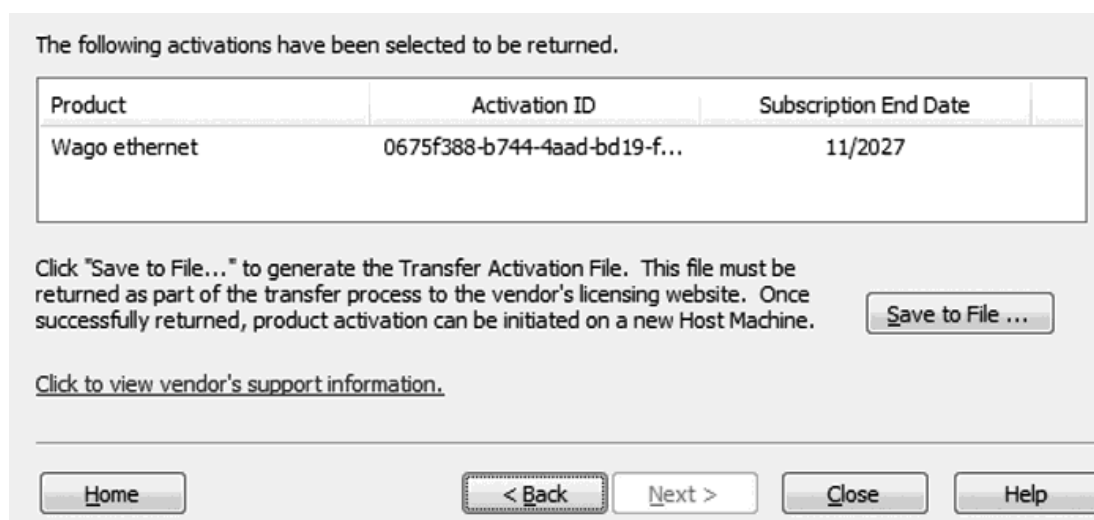 The following activations have been selected to be returned.
Product Activation ID Subscription End Date
Wago ethernet 0675f388-b744-4aad-bd19-f... 11/2027
Click "Save to File..." to generate the Transfer Activation File. This file must be
returned as part of the transfer process to the vendor's licensing website. Once
successfully returned, product activation can be initiated on a new Host Machine.
Save to File ...
Click to view vendor's support information.
Home < Back Next > Close Help